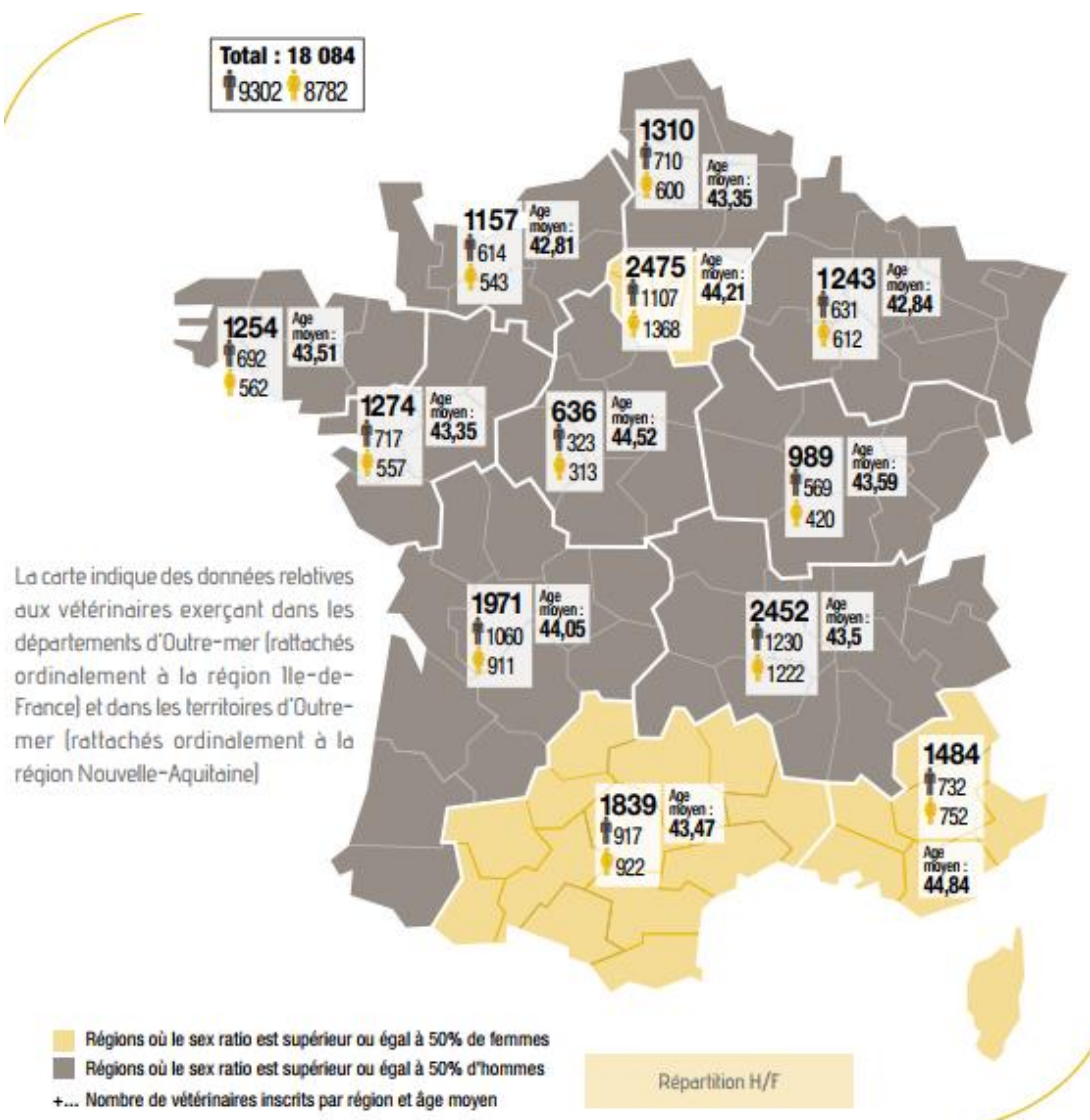 Total : 18 084
9302 8782
1310
710
600
Age
moyen :
43,35
1157
614
543
Age
moyen :
42,81
2475
1107
1368
Age
moyen :
44,21
1243
631
612
Age
moyen :
42,84
1254
692
562
Age
moyen :
43,51
1274
717
557
Age
moyen :
43,35
636
323
313
Age
moyen :
44,52
989
569
420
Age
moyen :
43,59
La carte indique des données relatives
aux vétérinaires exerçant dans les
départements d'Outre-mer (rattachés
ordinalement à la région Ile-de-
France) et dans les territoires d'Outre-
mer (rattachés ordinalement à la
région Nouvelle-Aquitaine)
1971
1060
911
Age
moyen :
44,05
2452
1230
1222
Age
moyen :
43,5
1839
917
922
Age
moyen :
43,47
1484
732
752
Age
moyen :
44,84
Régions où le sex ratio est supérieur ou égal à 50% de femmes
Régions où le sex ratio est supérieur ou égal à 50% d'hommes
+... Nombre de vétérinaires inscrits par région et âge moyen
Répartition H/F